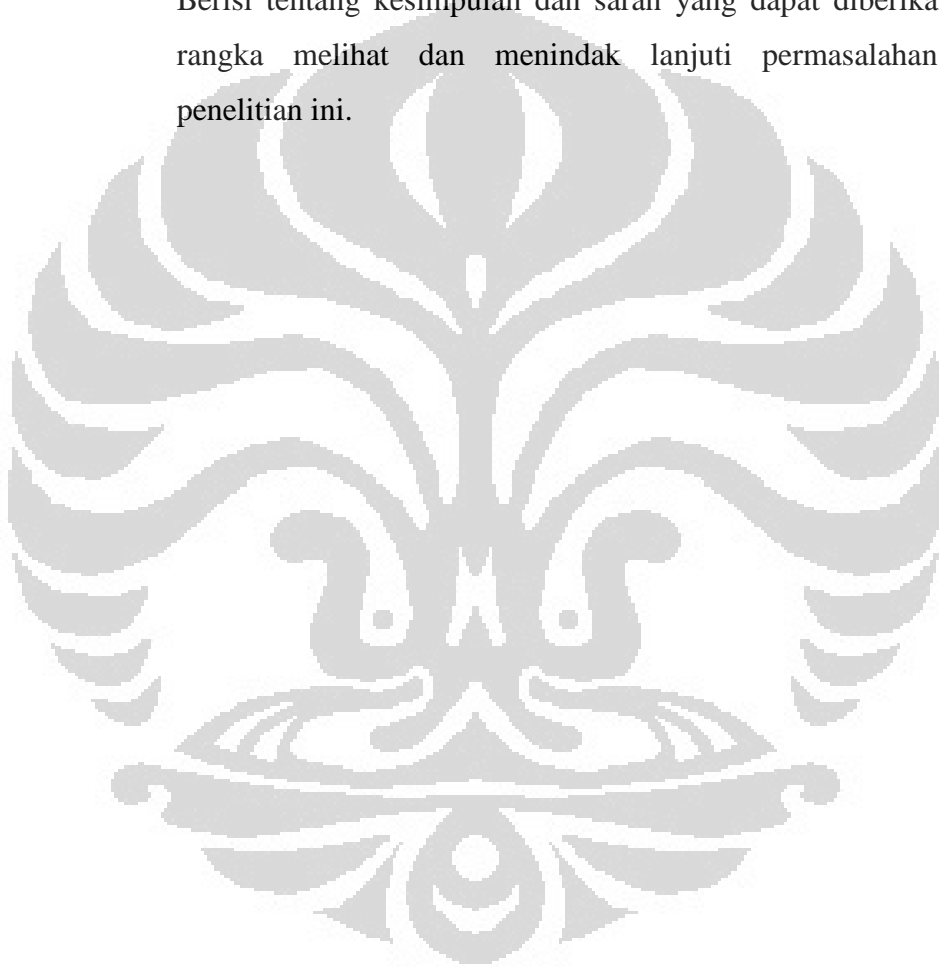 Berisi tentang kesimpulan dan saran yang dapat diberika
rangka melihat dan menindak lanjuti permasalahan
penelitian ini.